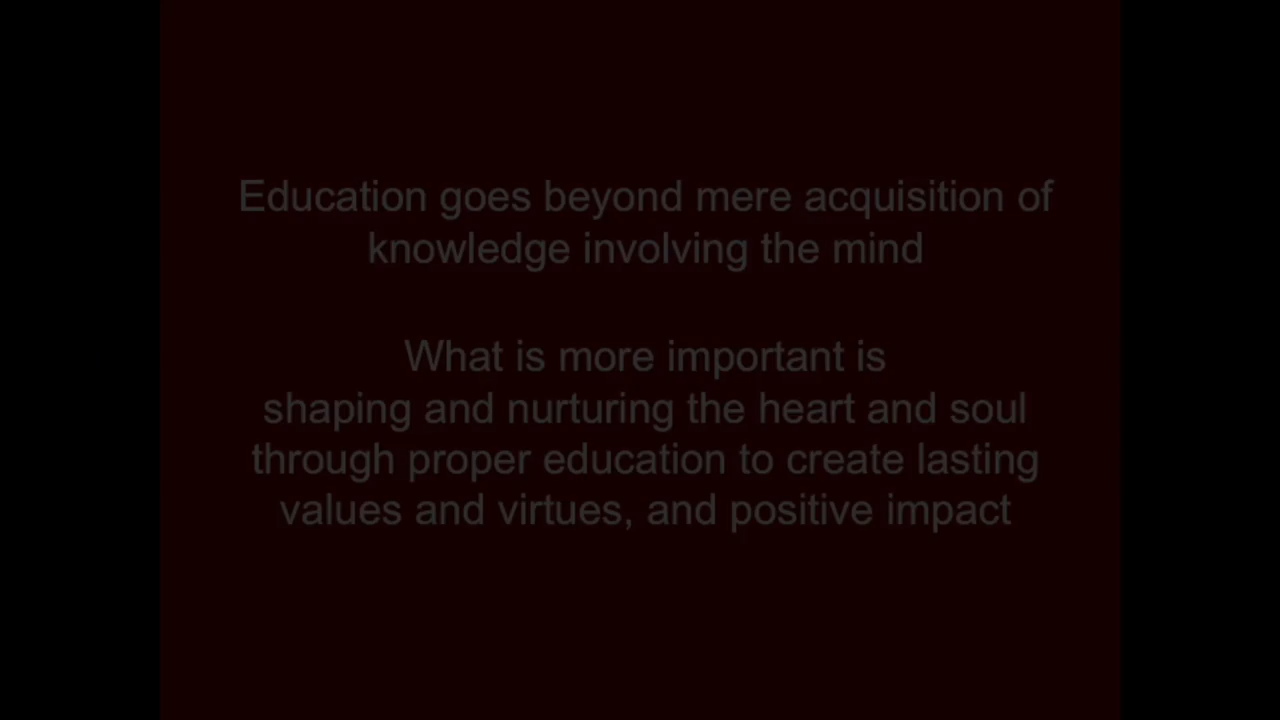 Education goes beyond mere acquisition of
knowledge involving the mind
What is more important is
shaping and nurturing the heart and soul
through proper education to create lasting
values and virtues, and positive impact